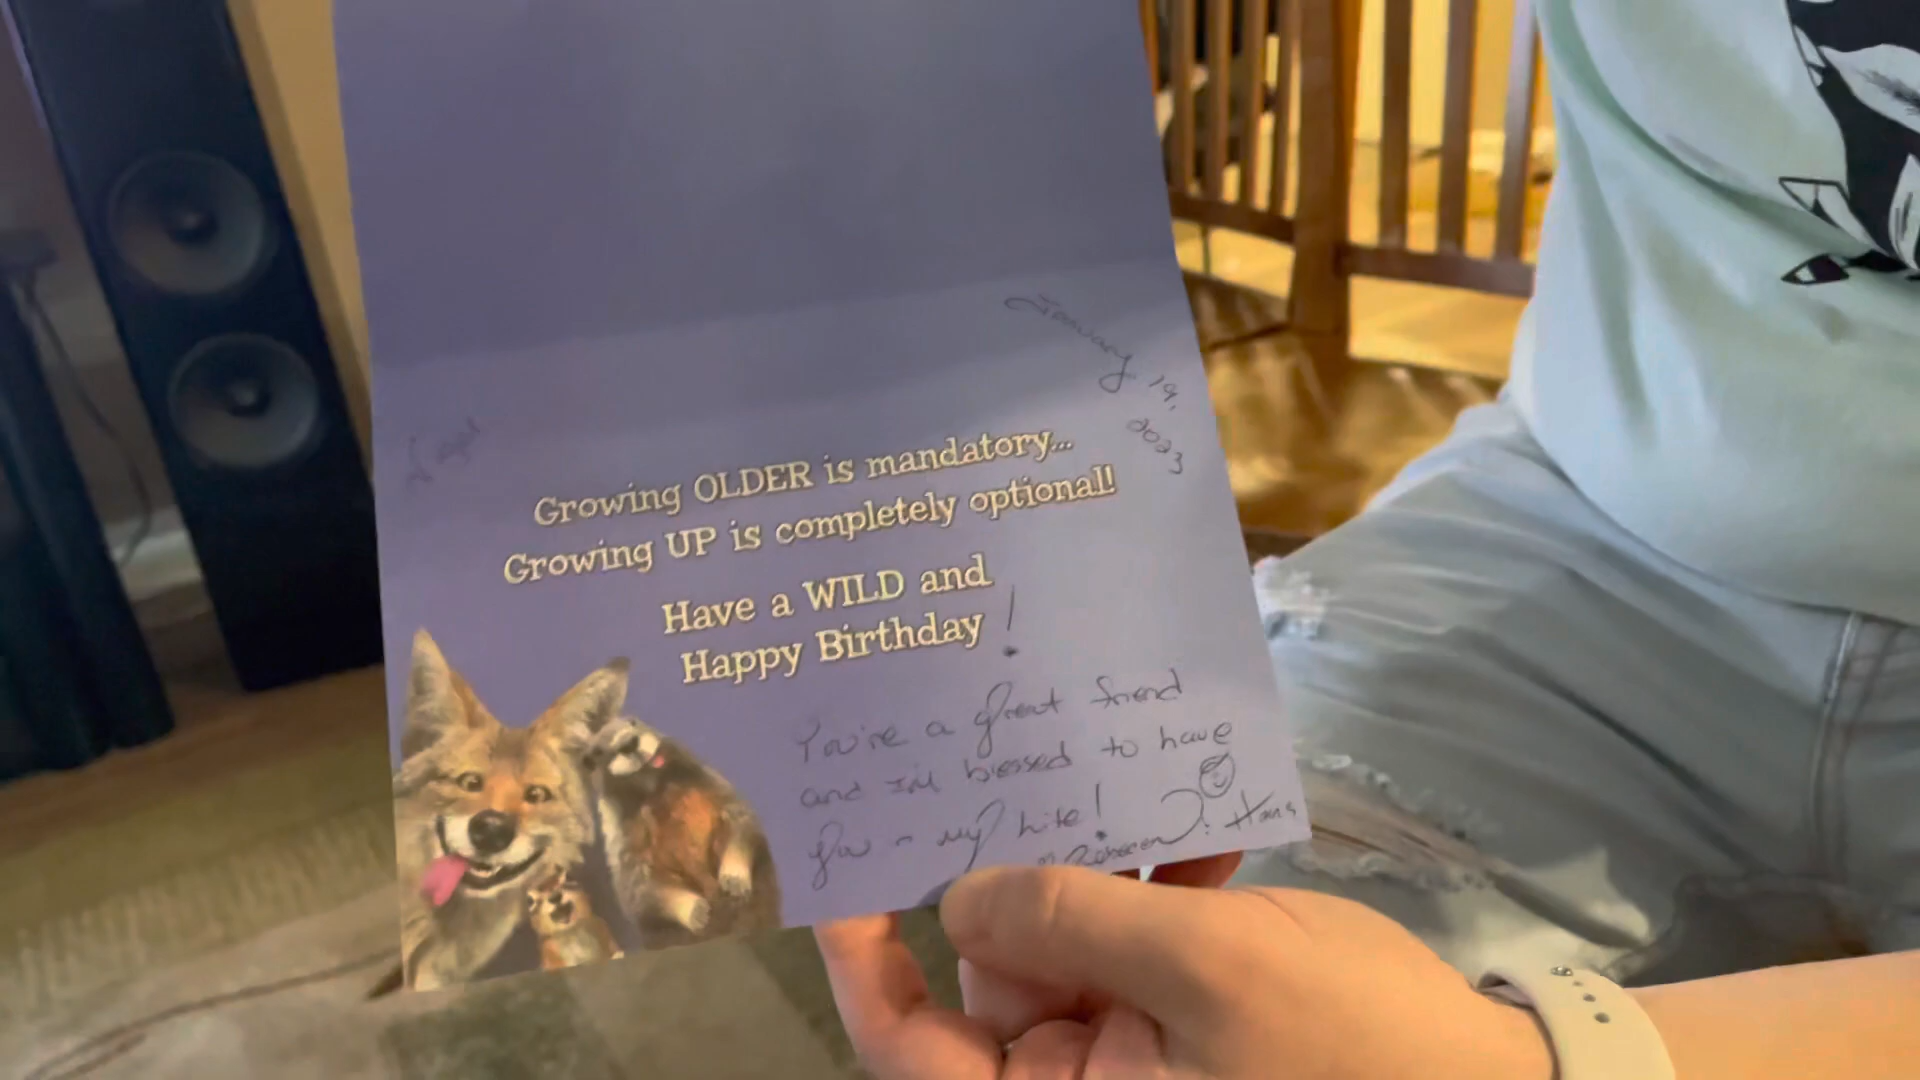 January 19,
2023
Growing OLDER is mandatory...
Growing UP is completely optional!
Have a WILD and
Happy Birthday !
You're a great friend
and I'm blessed to have
you in my life!
Rebecca Hans